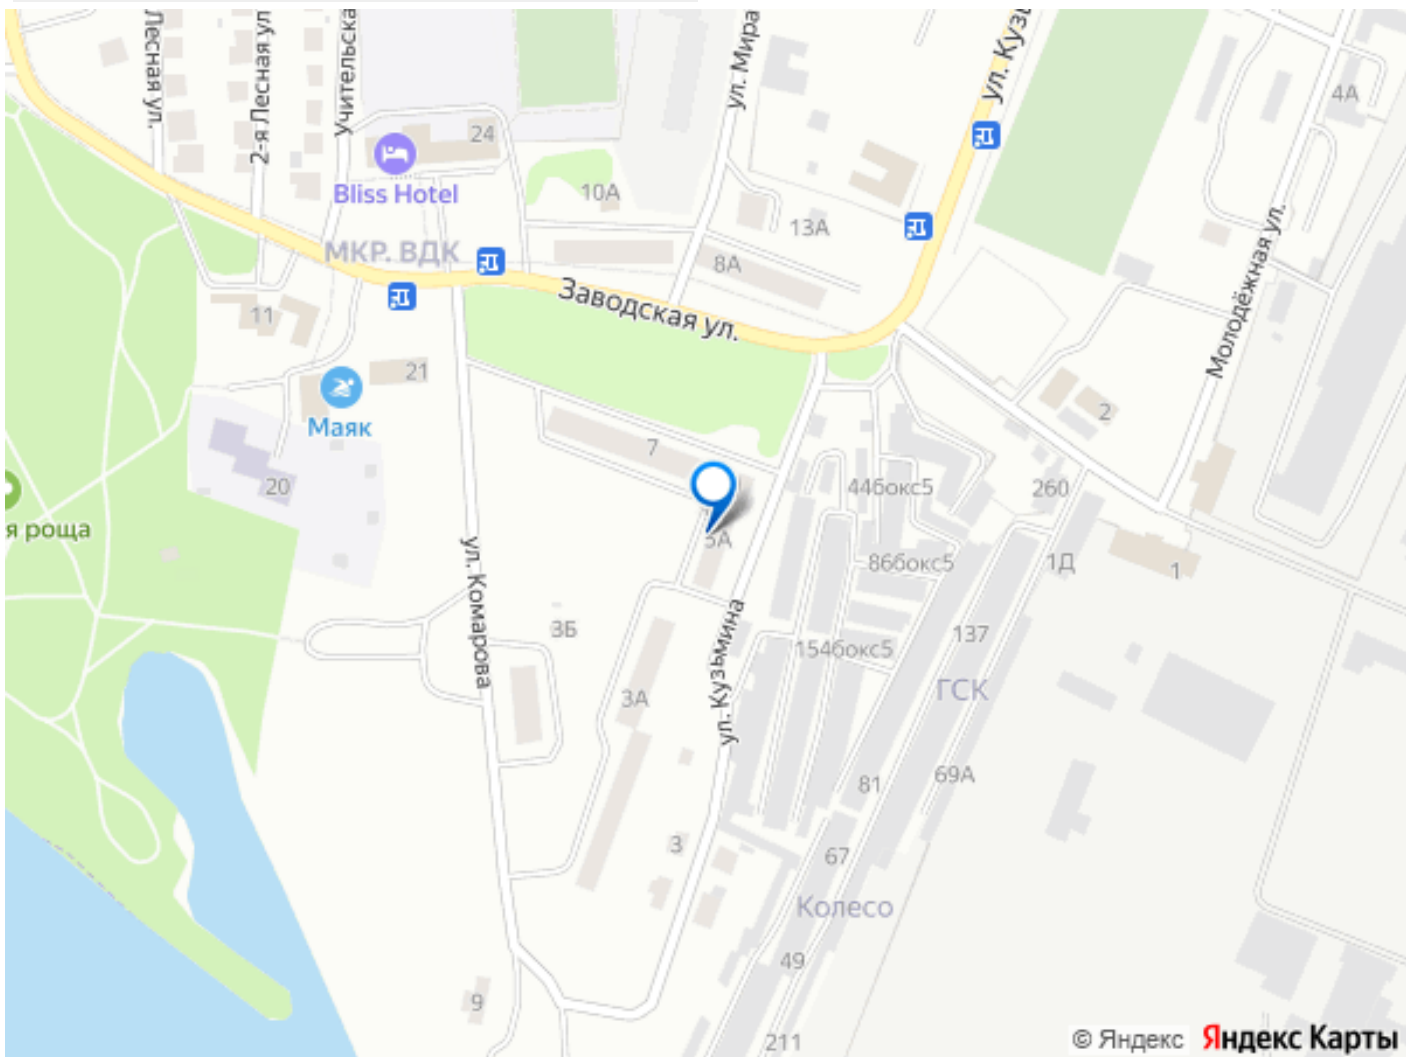 Лесная ул.
2-я Лесная ул
учительска
ул. Мира
ул. Кузь
4А
24
Bliss Hotel
10А
13А
МКР. ВДК
8А
Заводская ул.
Молодёжная ул.
11
21
Маяк
2
7
20
44бокс5
260
я роща
5А
86бокс5
1Д
1
ул. Комарова
3Б
ул. Кузьмина
137
154бокс5
3А
ГСК
81
69А
3
67
Колесо
49
9
211
© Яндекс Яндекс Карты